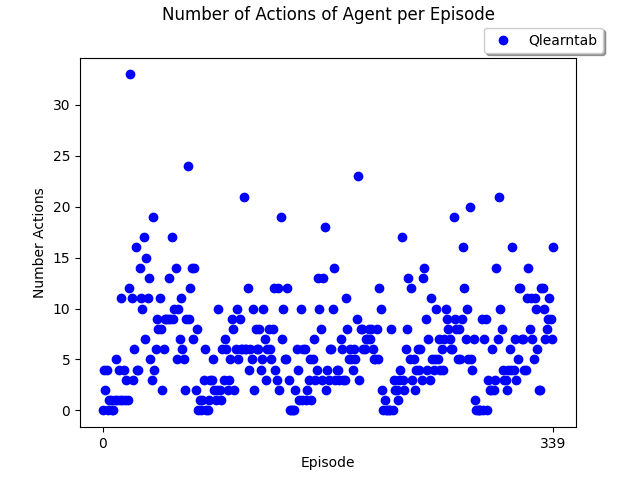 Number of Actions of Agent per Episode
Qlearntab
Number Actions
30
25
20
15
10
5
0
0
339
Episode